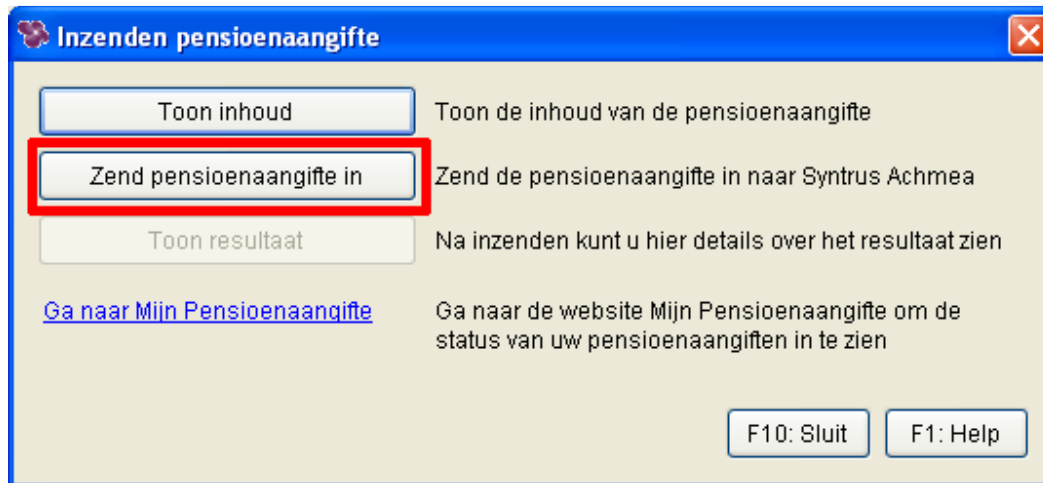 Inzenden pensioenaangifte
Toon inhoud
Toon de inhoud van de pensioenaangifte
Zend pensioenaangifte in
Zend de pensioenaangifte in naar Syntrus Achmea
Toon resultaat
Na inzenden kunt u hier details over het resultaat zien
Ga naar Mijn Pensioenaangifte
Ga naar de website Mijn Pensioenaangifte om de
status van uw pensioenaangiften in te zien
F10: Sluit
F1: Help